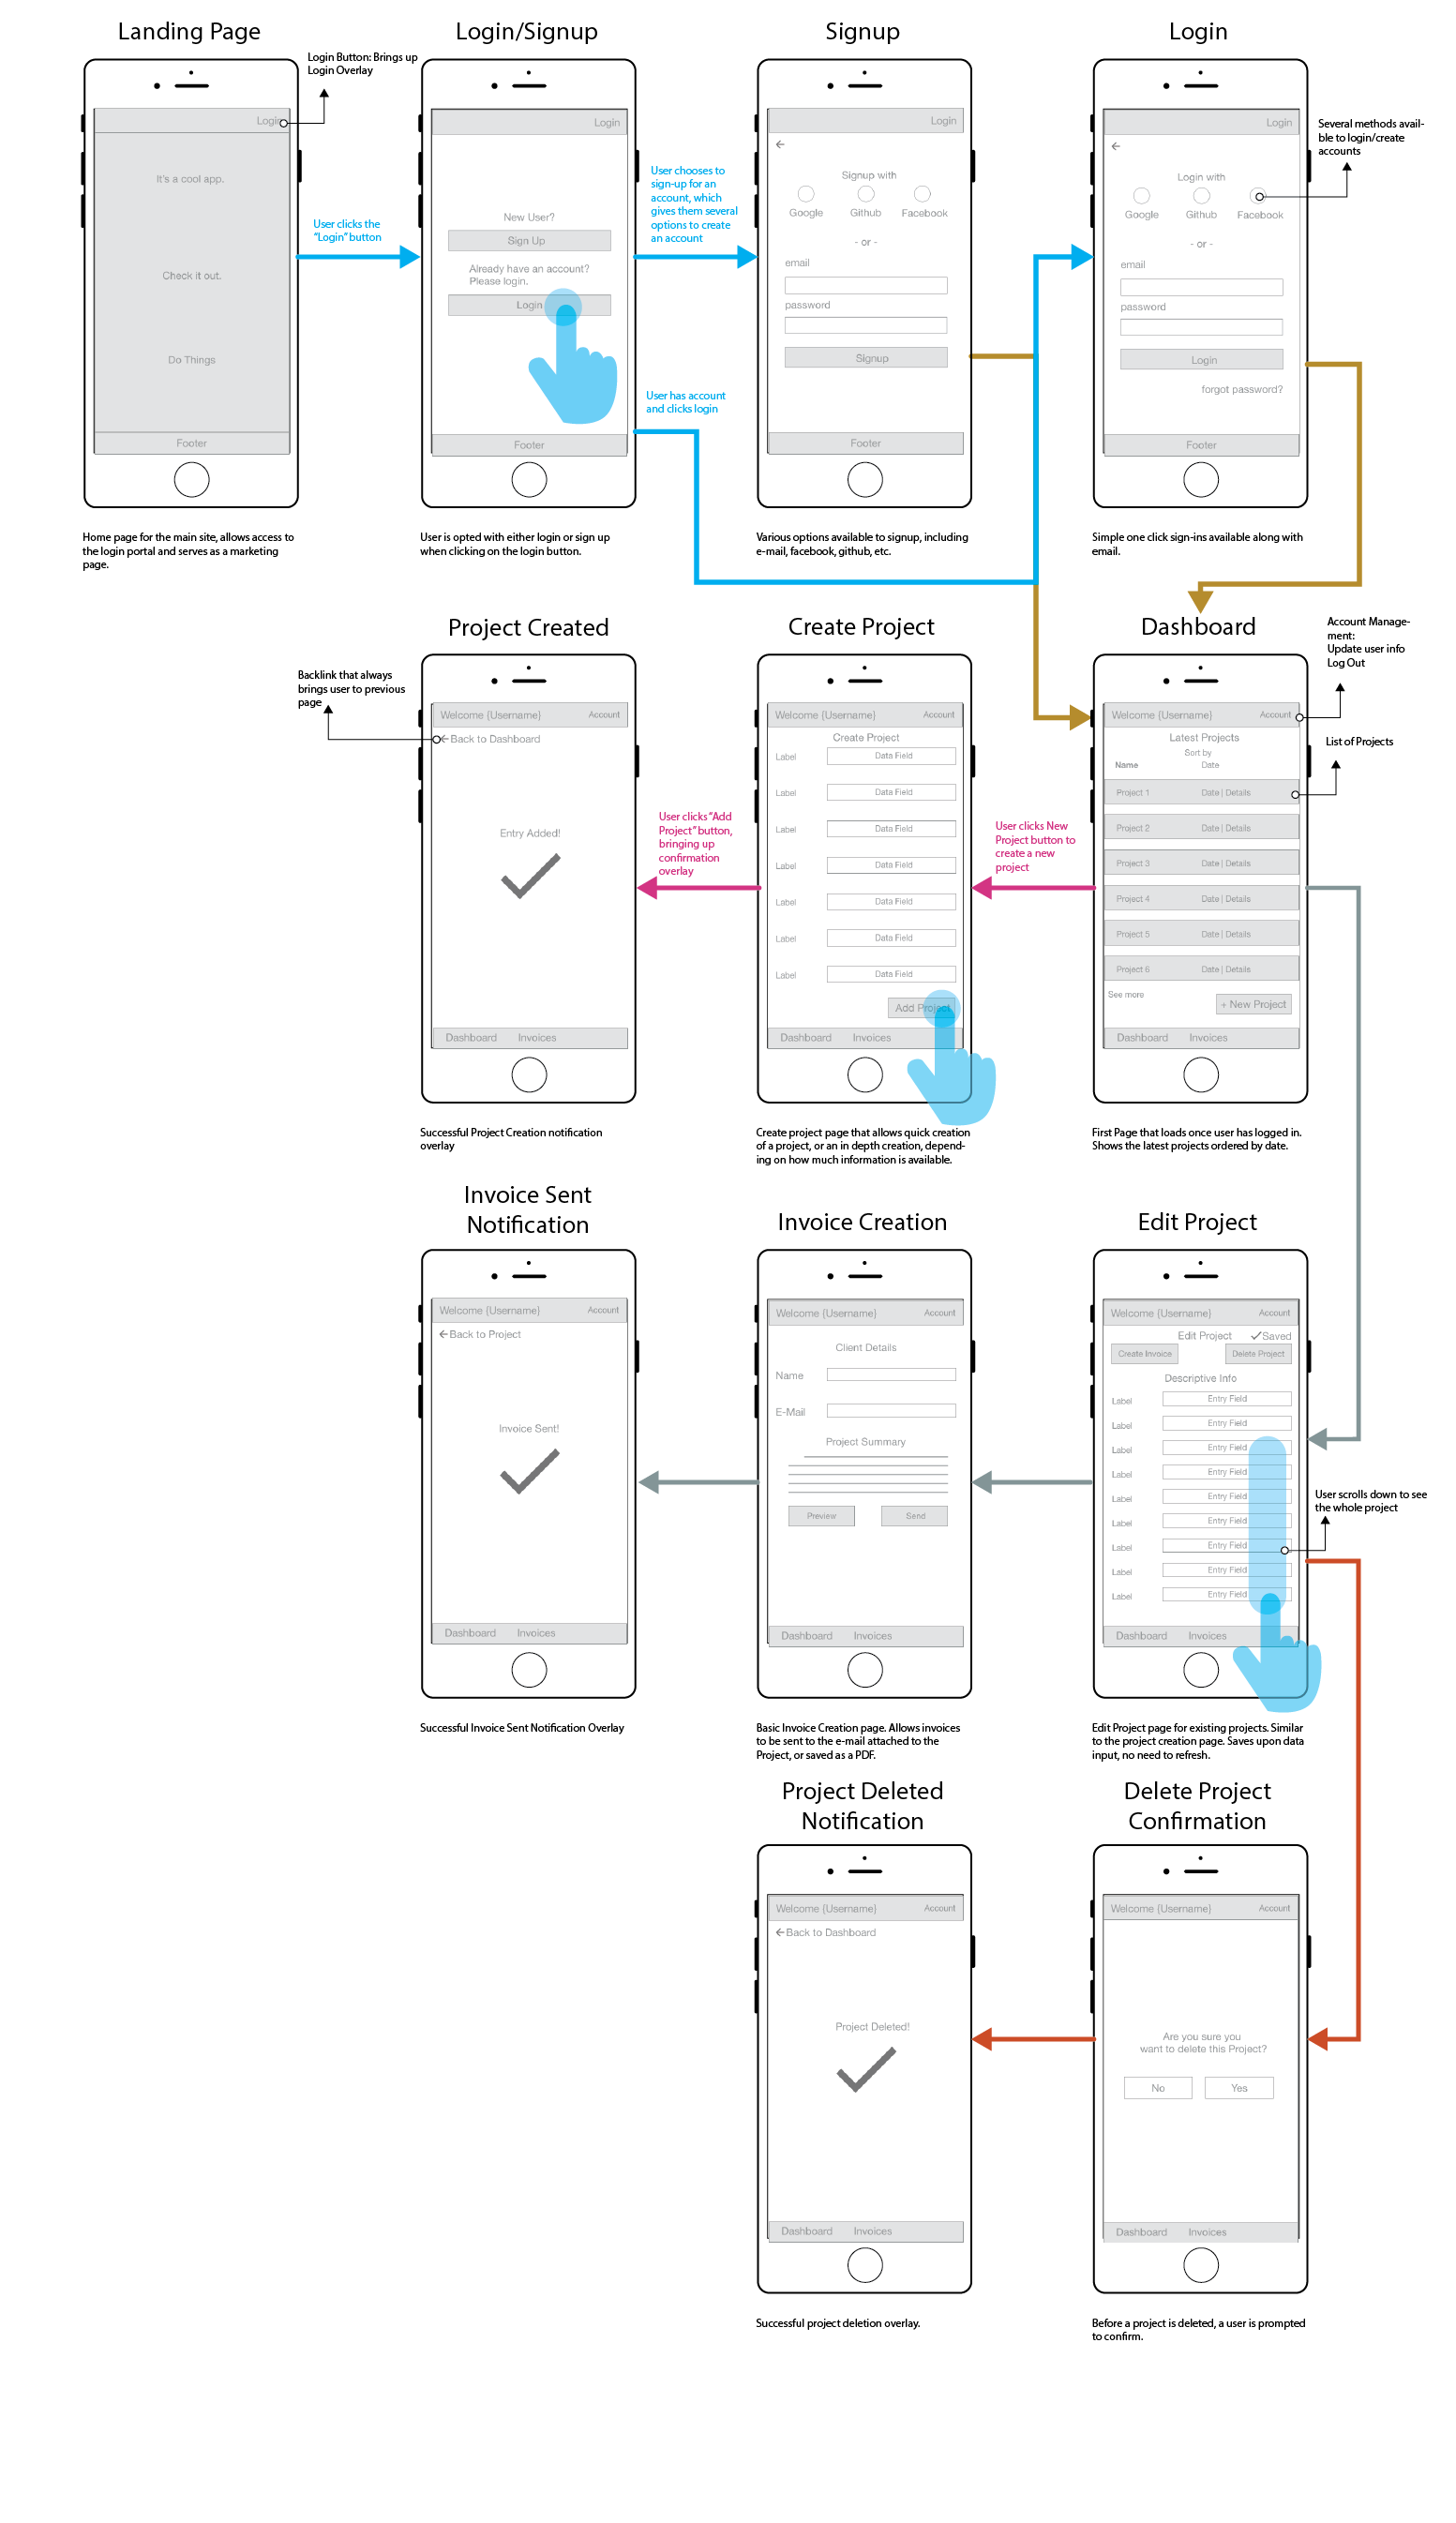 Landing Page
Login Button: Brings up
Login Overlay
Login
It's a cool app.
Check it out.
Do Things
Footer
Home page for the main site, allows access to
the login portal and serves as a marketing
page.
User clicks the
"Login" button
Login/Signup
Login
New User?
Sign Up
Already have an account?
Please login.
Login
Footer
User is opted with either login or sign up
when clicking on the login button.
User chooses to
sign-up for an
account, which
gives them several
options to create
an account
User has account
and clicks login
Signup
Login
Signup with
Google Github Facebook
- or -
email
password
Signup
Footer
Various options available to signup, including
e-mail, facebook, github, etc.
Login
Login
Login with
Google Github Facebook
- or -
email
password
Login
forgot password?
Footer
Simple one click sign-ins available along with
email.
Several methods avail-
ble to login/create
accounts
Project Created
Backlink that always
brings user to previous
page
Welcome {Username} Account
Back to Dashboard
Entry Added!
Dashboard Invoices
Successful Project Creation notification
overlay
User clicks "Add
Project" button,
bringing up
confirmation
overlay
Create Project
Welcome {Username} Account
Create Project
Label Data Field
Label Data Field
Label Data Field
Label Data Field
Label Data Field
Label Data Field
Label Data Field
Add Project
Dashboard Invoices
Create project page that allows quick creation
of a project, or an in depth creation, depend-
ing on how much information is available.
User clicks New
Project button to
create a new
project
Dashboard
Welcome {Username} Account
Latest Projects
Sort by
Name Date
Project 1 Date | Details
Project 2 Date | Details
Project 3 Date | Details
Project 4 Date | Details
Project 5 Date | Details
Project 6 Date | Details
See more
+ New Project
Dashboard Invoices
First Page that loads once user has logged in.
Shows the latest projects ordered by date.
Account Manage-
ment:
Update user info
Log Out
List of Projects
Invoice Sent
Notification
Welcome {Username} Account
Back to Project
Invoice Sent!
Dashboard Invoices
Successful Invoice Sent Notification Overlay
Invoice Creation
Welcome {Username} Account
Client Details
Name
E-Mail
Project Summary
Preview Send
Dashboard Invoices
Basic Invoice Creation page. Allows invoices
to be sent to the e-mail attached to the
Project, or saved as a PDF.
Edit Project
Welcome {Username} Account
Edit Project Saved
Create Invoice Delete Project
Descriptive Info
Label Entry Field
Label Entry Field
Label Entry Field
Label Entry Field
Label Entry Field
Label Entry Field
Label Entry Field
Label Entry Field
Label Entry Field
Dashboard Invoices
Edit Project page for existing projects. Similar
to the project creation page. Saves upon data
input, no need to refresh.
User scrolls down to see
the whole project
Project Deleted
Notification
Welcome {Username} Account
Back to Dashboard
Project Deleted!
Dashboard Invoices
Successful project deletion overlay.
Delete Project
Confirmation
Welcome {Username} Account
Are you sure you
want to delete this Project?
No Yes
Dashboard Invoices
Before a project is deleted, a user is prompted
to confirm.